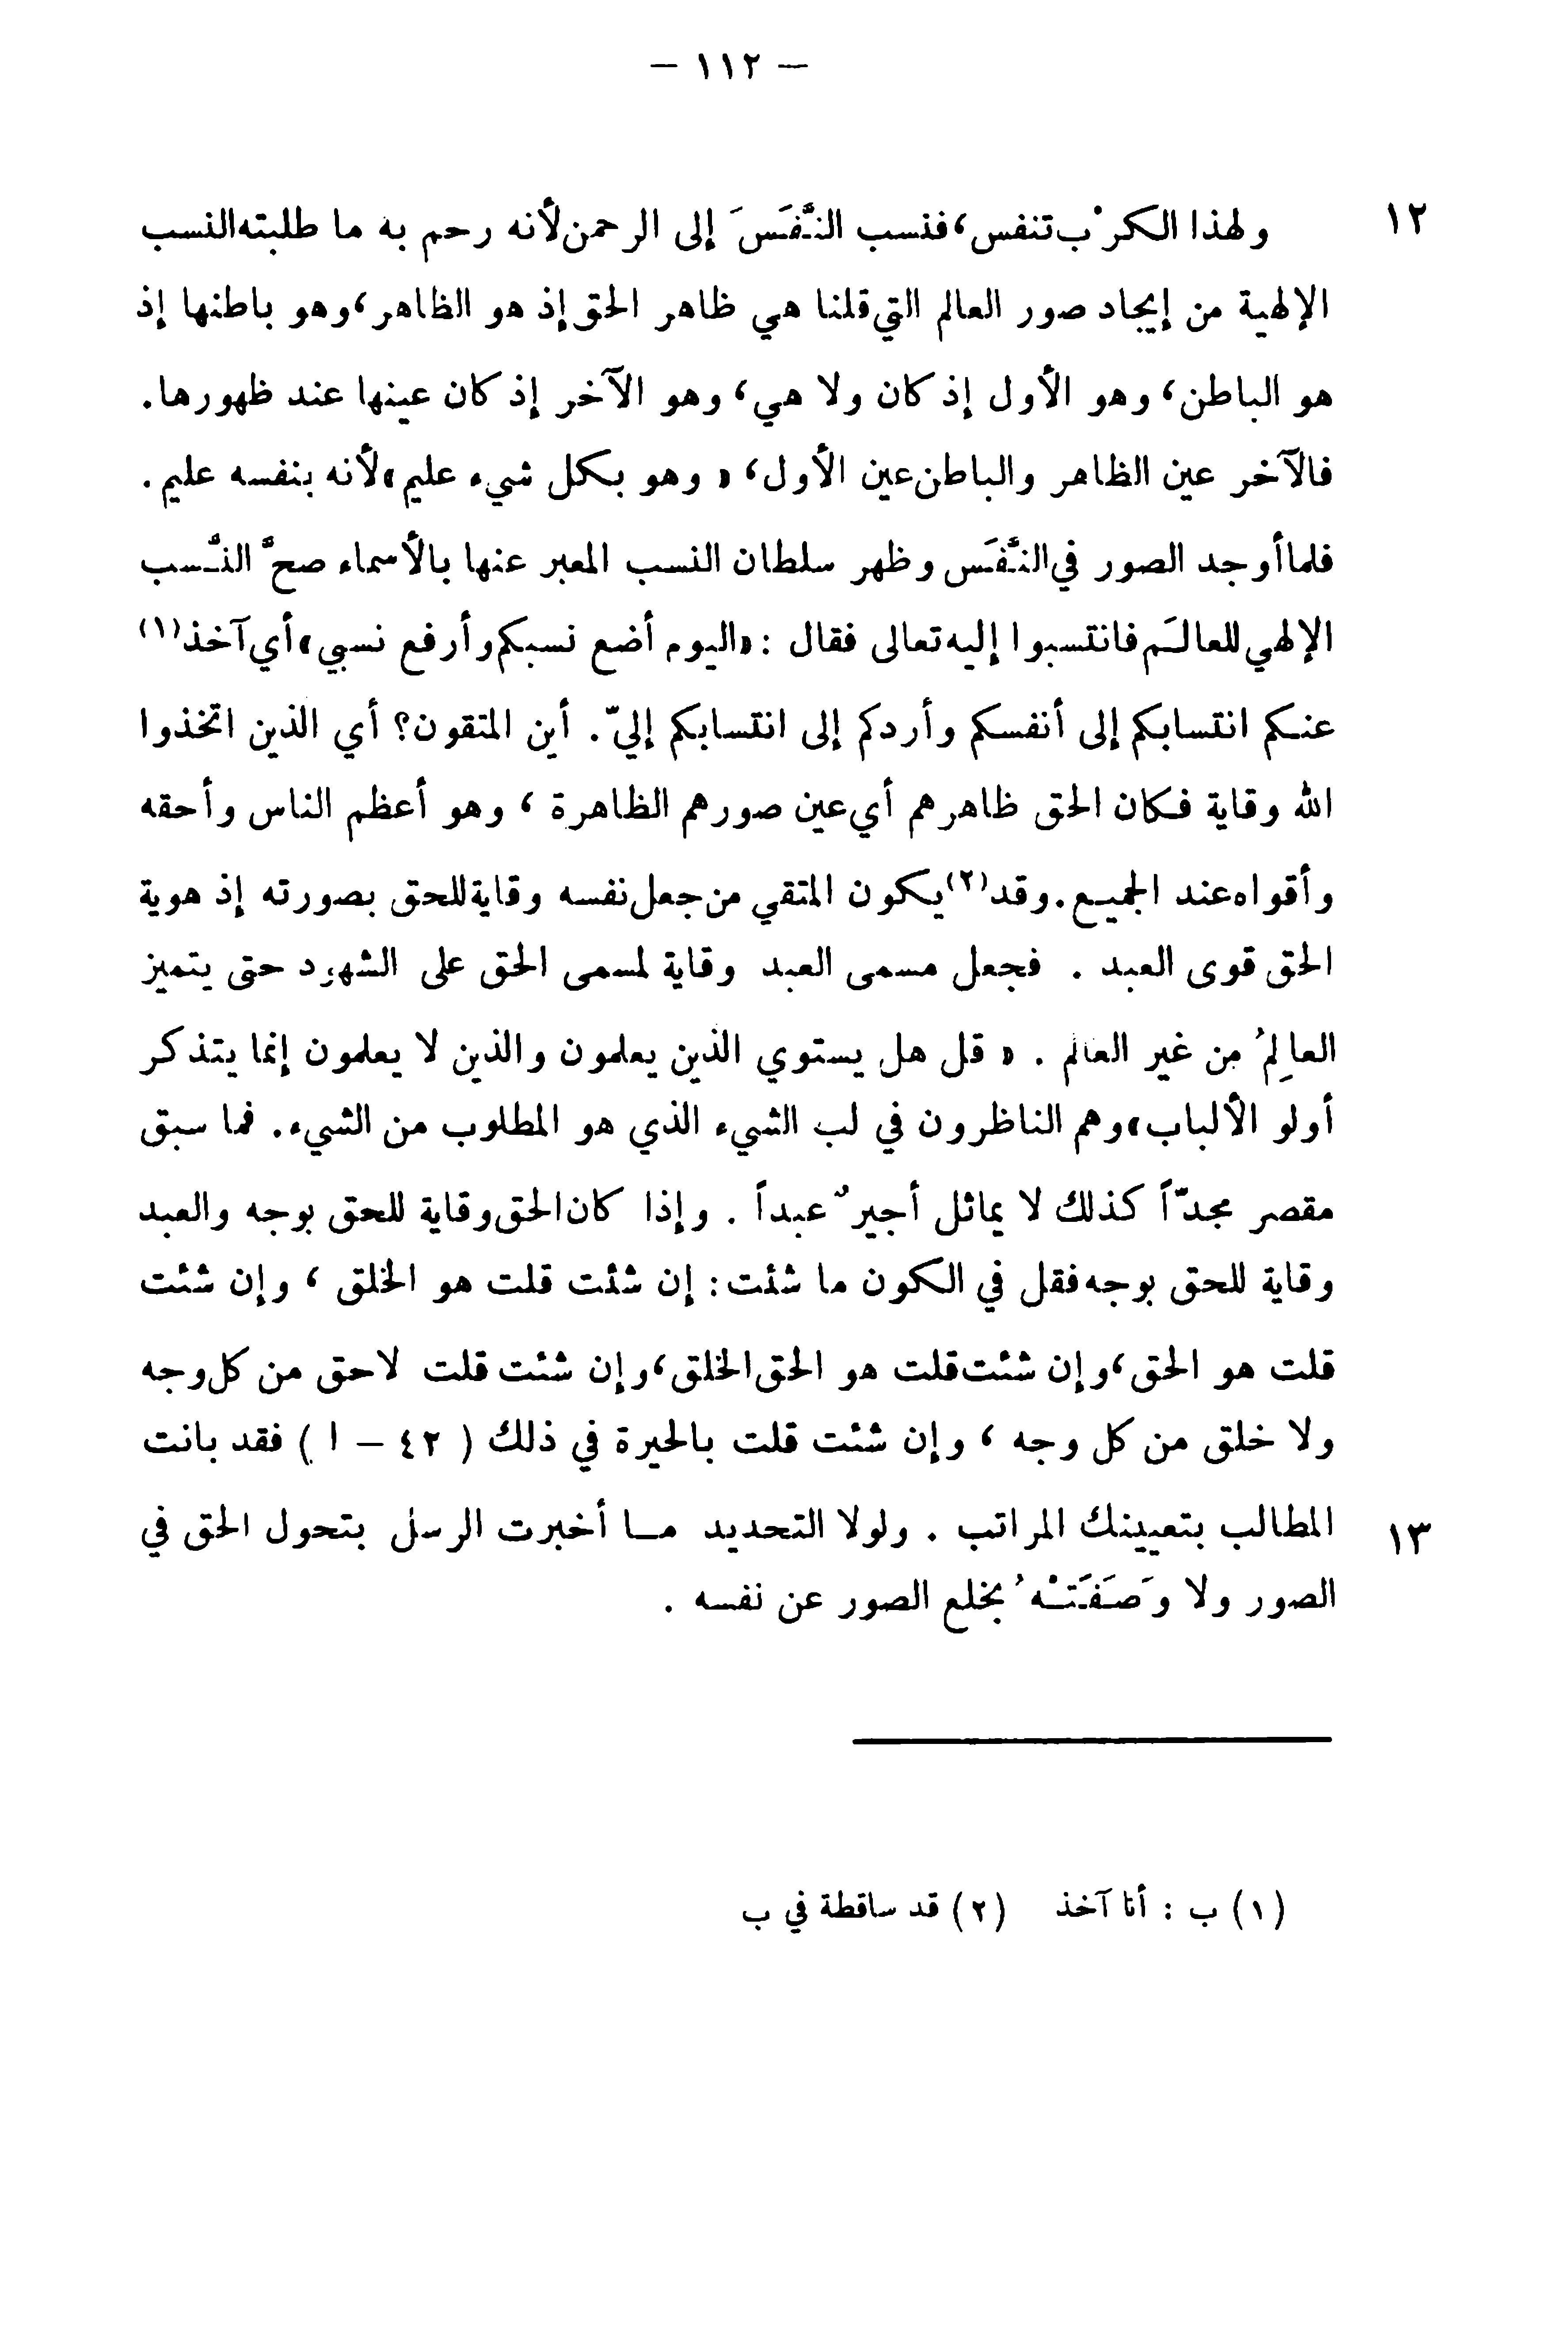 — ١١٢ —
١٢ ولهذا الكرْب تنفس، فنسب النَّفَسَ إلى الرحمن لأنه رحم به ما طلبته النسب
الإلهية من إيجاد صور العالم التي قلنا هي ظاهر الحق إذ هو الظاهر، وهو باطنها إذ
هو الباطن، وهو الأول إذ كان ولا هي، وهو الآخر إذ كان عينها عند ظهورها.
فالآخر عين الظاهر والباطن عين الأول، « وهو بكل شيء عليم» لأنه بنفسه عليم.
فلما أوجد الصور في النَّفَس وظهر سلطان النسب المعبر عنها بالأسماء صحَّ النَّسب
الإلهي للعالَم فانتسبوا إليه تعالى فقال : «اليوم أضع نسبكم وأرفع نسبي» أي آخذ(١)
عنكم انتسابكم إلى أنفسكم وأردكم إلى انتسابكم إليّ. أين المتقون؟ أي الذين اتخذوا
الله وقاية فكان الحق ظاهرهم أي عين صورهم الظاهرة ، وهو أعظم الناس وأحقه
وأقواه عند الجميع. وقد(٢) يكون المتقي من جعل نفسه وقاية للحق بصورته إذ هوية
الحق قوى العبد . فجعل مسمى العبد وقاية لمسمى الحق على الشهود حتى يتميز
العالِمُ من غير العالم . « قل هل يستوي الذين يعلمون والذين لا يعلمون إنما يتذكر
أولو الألباب» وهم الناظرون في لب الشيء الذي هو المطلوب من الشيء. فما سبق
مقصر مجدّاً كذلك لا يماثل أجيرٌ عبداً . وإذا كان الحق وقاية للحق بوجه والعبد
وقاية للحق بوجه فقل في الكون ما شئت: إن شئت قلت هو الخلق ، وإن شئت
قلت هو الحق، وإن شئت قلت هو الحق الخلق، وإن شئت قلت لا حق من كل وجه
ولا خلق من كل وجه ، وإن شئت قلت بالحيرة في ذلك ( ٤٢ – ا ) فقد بانت
١٣ المطالب بتعيينك المراتب . ولولا التحديد مـا أخبرت الرسل بتحول الحق في
الصور ولا وَصَفَتْهُ بخلع الصور عن نفسه .
(١) ب : أنا آخذ (٢) قد ساقطة في ب